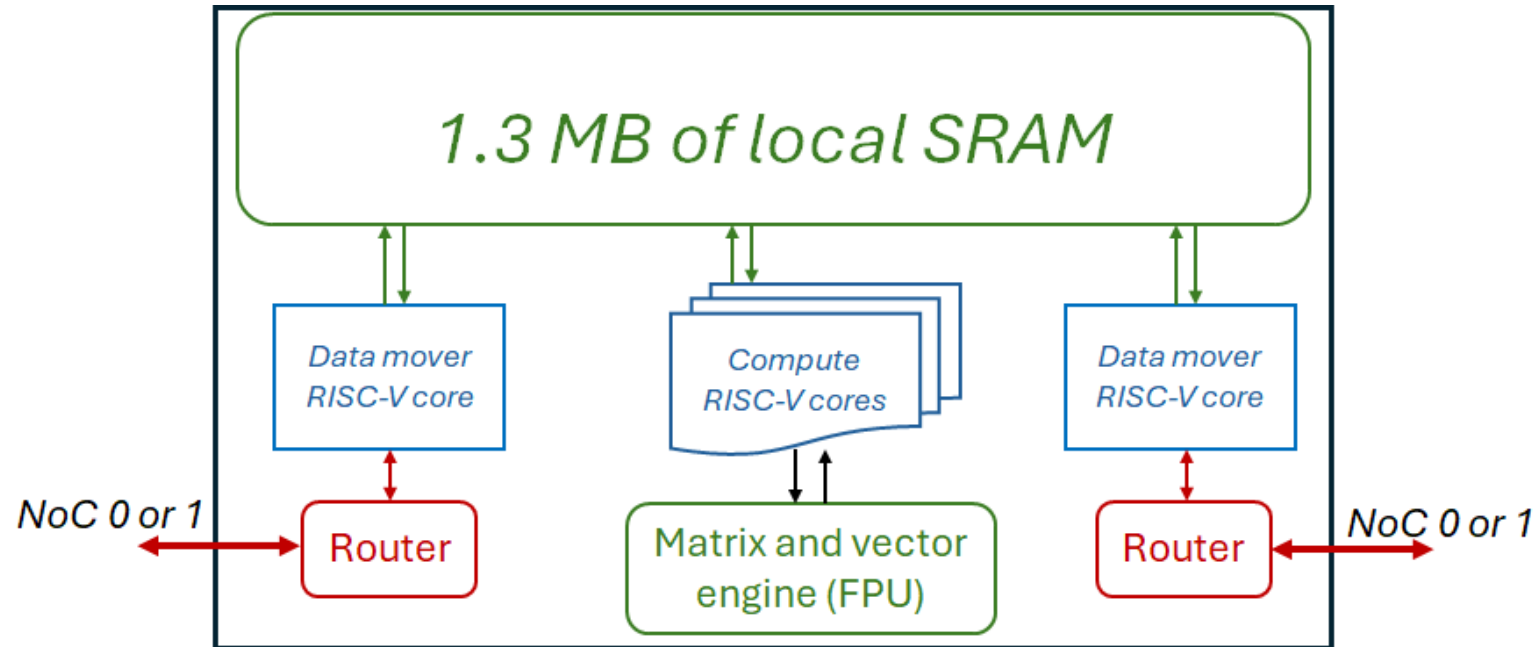 1.3 MB of local SRAM
Data mover
RISC-V core
Compute
RISC-V cores
Data mover
RISC-V core
NoC 0 or 1
Router
Matrix and vector
engine (FPU)
Router
NoC 0 or 1